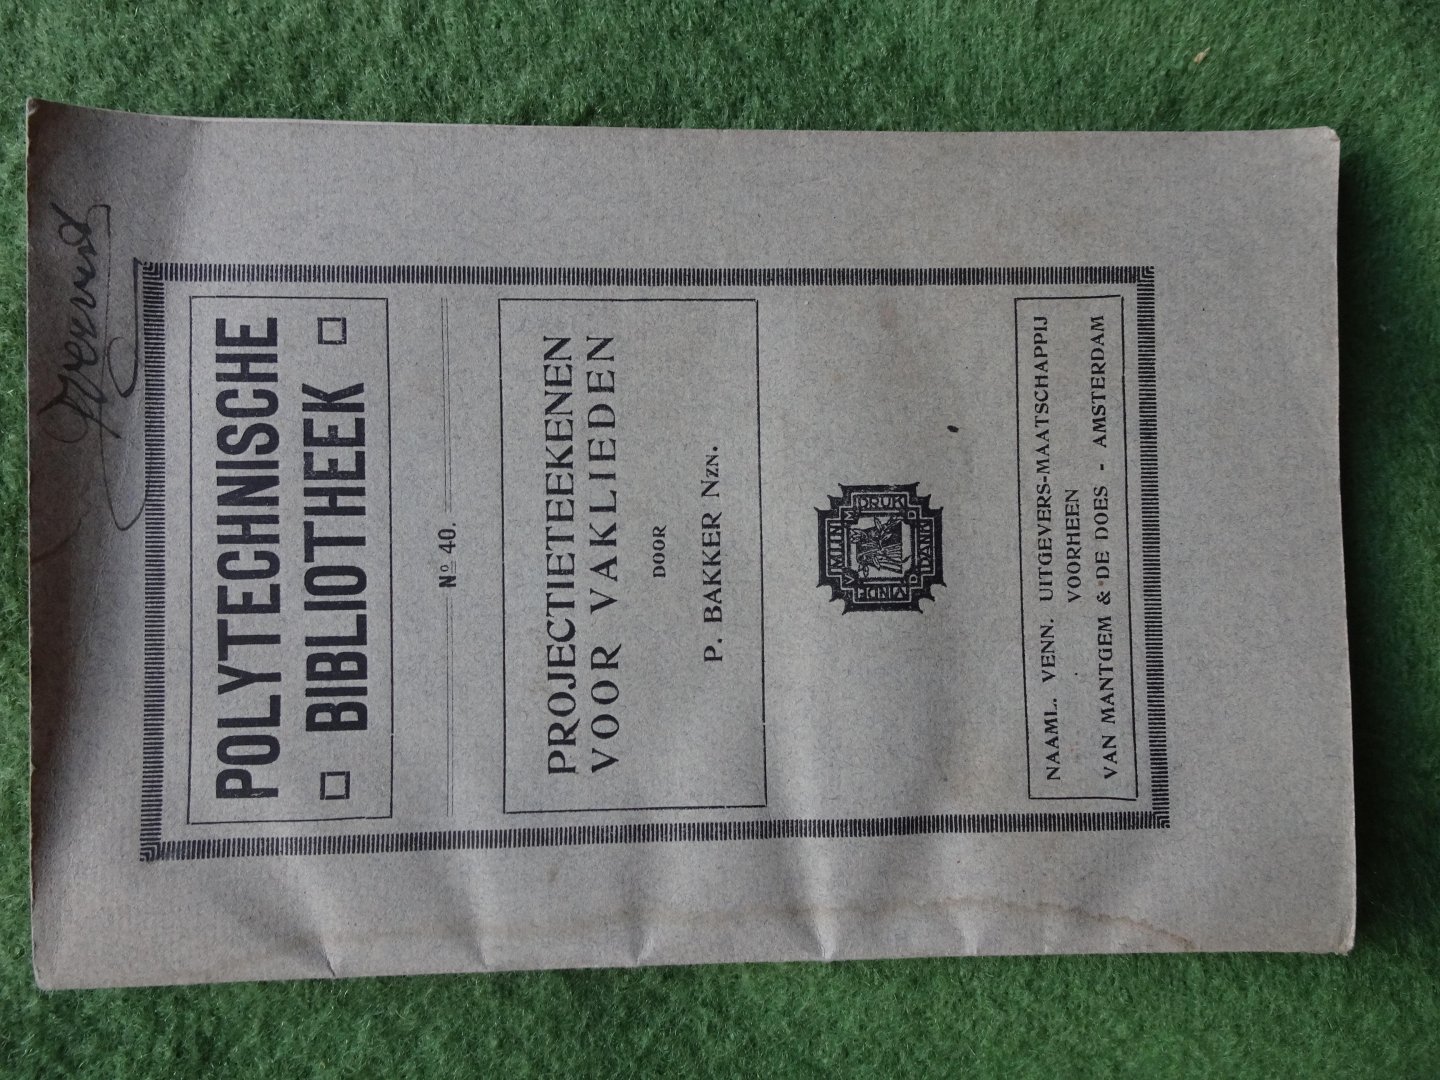 POLYTECHNISCHE
BIBLIOTHEEK
No 40.
PROJECTIETEEKENEN
VOOR VAKLIEDEN
DOOR
P. BAKKER NZN.
DRUK
NAAML. VENN. UITGEVERS-MAATSCHAPPIJ
VOORHEEN
VAN MANTGEM & DE DOES - AMSTERDAM